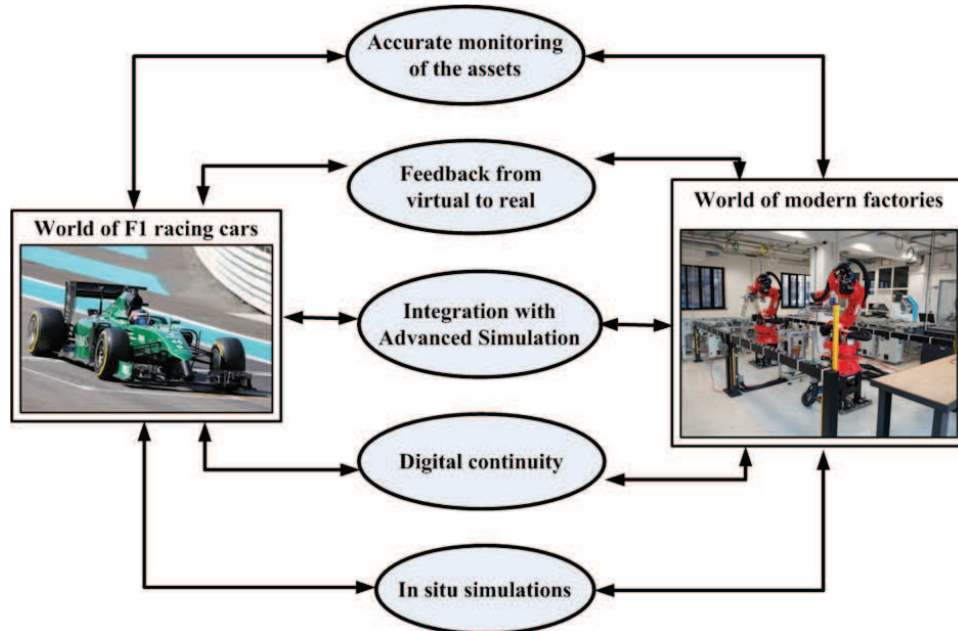 Accurate monitoring
of the assets
Feedback from
virtual to real
World of F1 racing cars
World of modern factories
Integration with
Advanced Simulation
Digital continuity
In situ simulations